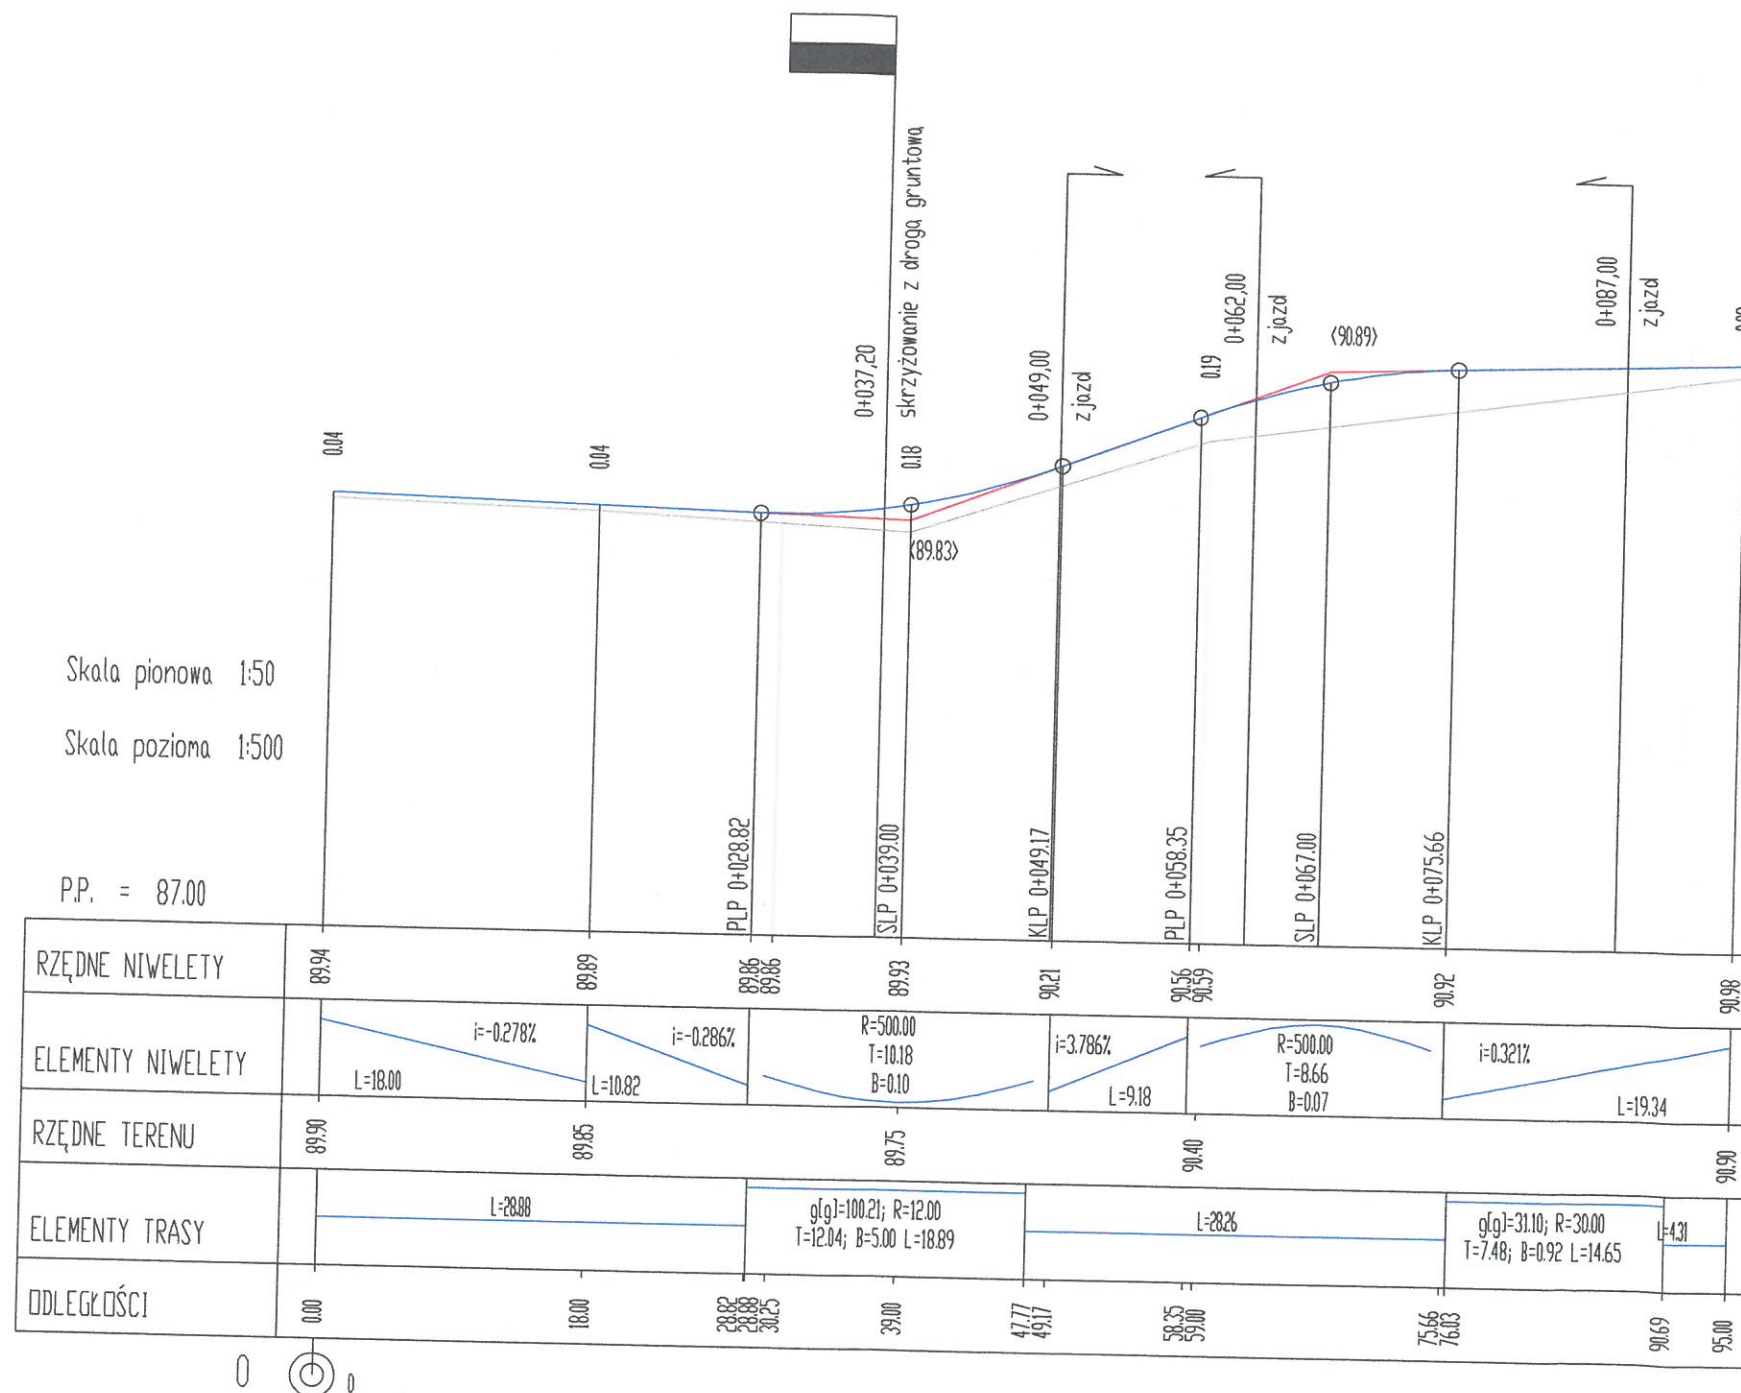 0.04
0.04
0+037,20
0.18 skrzyżowanie z drogą gruntową
0+049,00
zjazd
0.19
0+062,00
zjazd
<90.89>
0+087,00
zjazd
<89.83>
Skala pionowa 1:50
Skala pozioma 1:500
P.P. = 87.00
PLP 0+028.82
SLP 0+039.00
KLP 0+049.17
PLP 0+058.35
SLP 0+067.00
KLP 0+075.66
RZĘDNE NIWELETY
89.94
89.89
89.86
89.86
89.93
90.21
90.56
90.59
90.92
90.98
ELEMENTY NIWELETY
i=-0.278%
L=18.00
i=-0.286%
L=10.82
R=500.00
T=10.18
B=0.10
i=3.786%
L=9.18
R=500.00
T=8.66
B=0.07
i=0.321%
L=19.34
RZĘDNE TERENU
89.90
89.85
89.75
90.40
90.90
ELEMENTY TRASY
L=28.88
g[g]=100.21; R=12.00
T=12.04; B=5.00 L=18.89
L=28.26
g[g]=31.10; R=30.00
T=7.48; B=0.92 L=14.65
L=4.31
ODLEGŁOŚCI
0.00
18.00
28.82
28.88
30.25
39.00
47.77
49.17
58.35
59.00
75.66
76.03
90.69
95.00
0
0